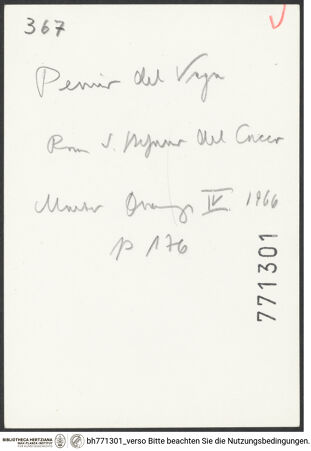 367
Perin del Vaga
Rom S. Stefano del Cacco
Master Drawings IV. 1966
p 176
771301
BIBLIOTHECA HERTZIANA
MAX-PLANCK-INSTITUT
FÜR KUNSTGESCHICHTE
bh771301_verso Bitte beachten Sie die Nutzungsbedingungen.